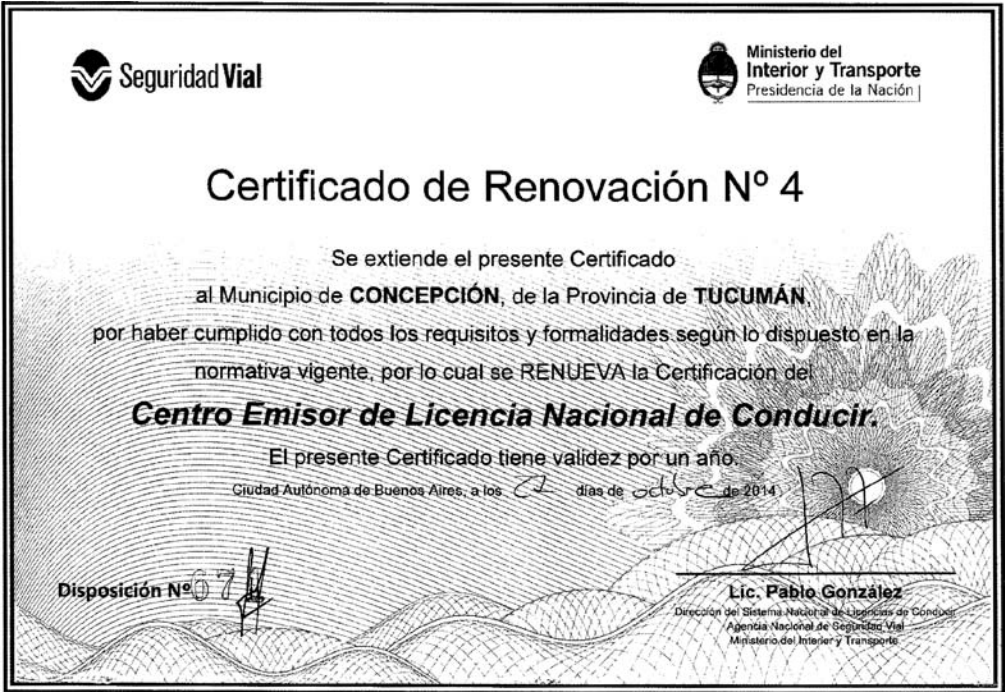 Seguridad Vial
Ministerio del
Interior y Transporte
Presidencia de la Nación
Certificado de Renovación Nº 4
Se extiende el presente Certificado
al Municipio de CONCEPCIÓN, de la Provincia de TUCUMÁN,
por haber cumplido con todos los requisitos y formalidades según lo dispuesto en la
normativa vigente, por lo cual se RENUEVA la Certificación del
Centro Emisor de Licencia Nacional de Conducir.
El presente Certificado tiene validez por un año.
Ciudad Autónoma de Buenos Aires, a los días de octubre de 2014
Disposición Nº 07
Lic. Pablo González
Dirección del Sistema Nacional de Licencias de Conducir
Agencia Nacional de Seguridad Vial
Ministerio del Interior y Transporte